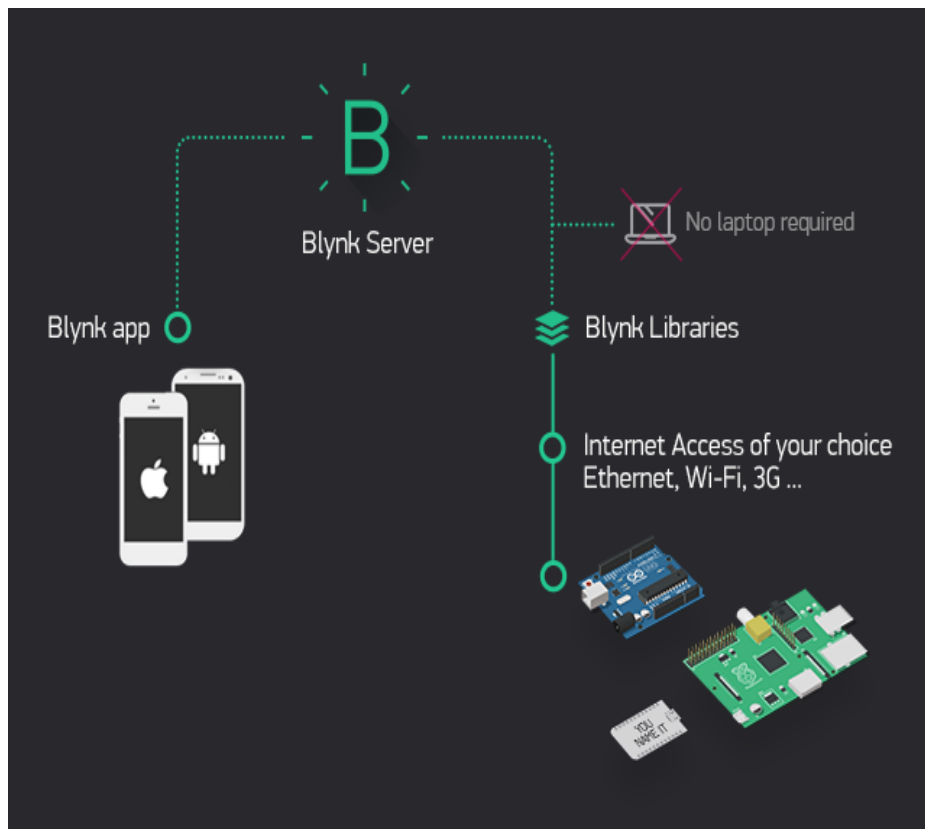 B
Blynk Server
No laptop required
Blynk app
Blynk Libraries
Internet Access of your choice
Ethernet, Wi-Fi, 3G ...
UNO
YOU
NAME IT